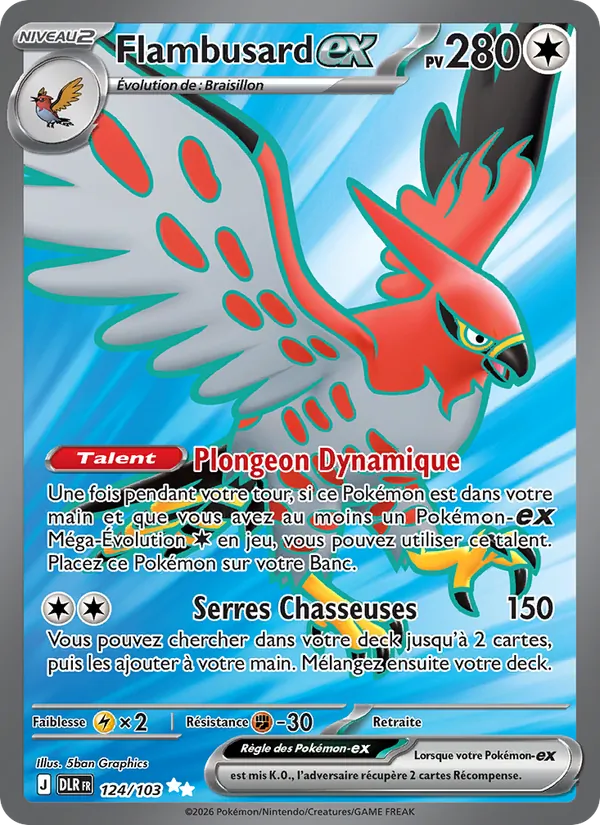 NIVEAU 2
Flambusard ex
PV 280
Évolution de : Braisillon
Talent Plongeon Dynamique
Une fois pendant votre tour, si ce Pokémon est dans votre
main et que vous avez au moins un Pokémon-ex
Méga-Évolution en jeu, vous pouvez utiliser ce talent.
Placez ce Pokémon sur votre Banc.
Serres Chasseuses 150
Vous pouvez chercher dans votre deck jusqu'à 2 cartes,
puis les ajouter à votre main. Mélangez ensuite votre deck.
Faiblesse ×2 Résistance -30 Retraite
Illus. 5ban Graphics
Règle des Pokémon-ex Lorsque votre Pokémon-ex
est mis K.O., l'adversaire récupère 2 cartes Récompense.
J DLR FR 124/103
©2026 Pokémon/Nintendo/Creatures/GAME FREAK